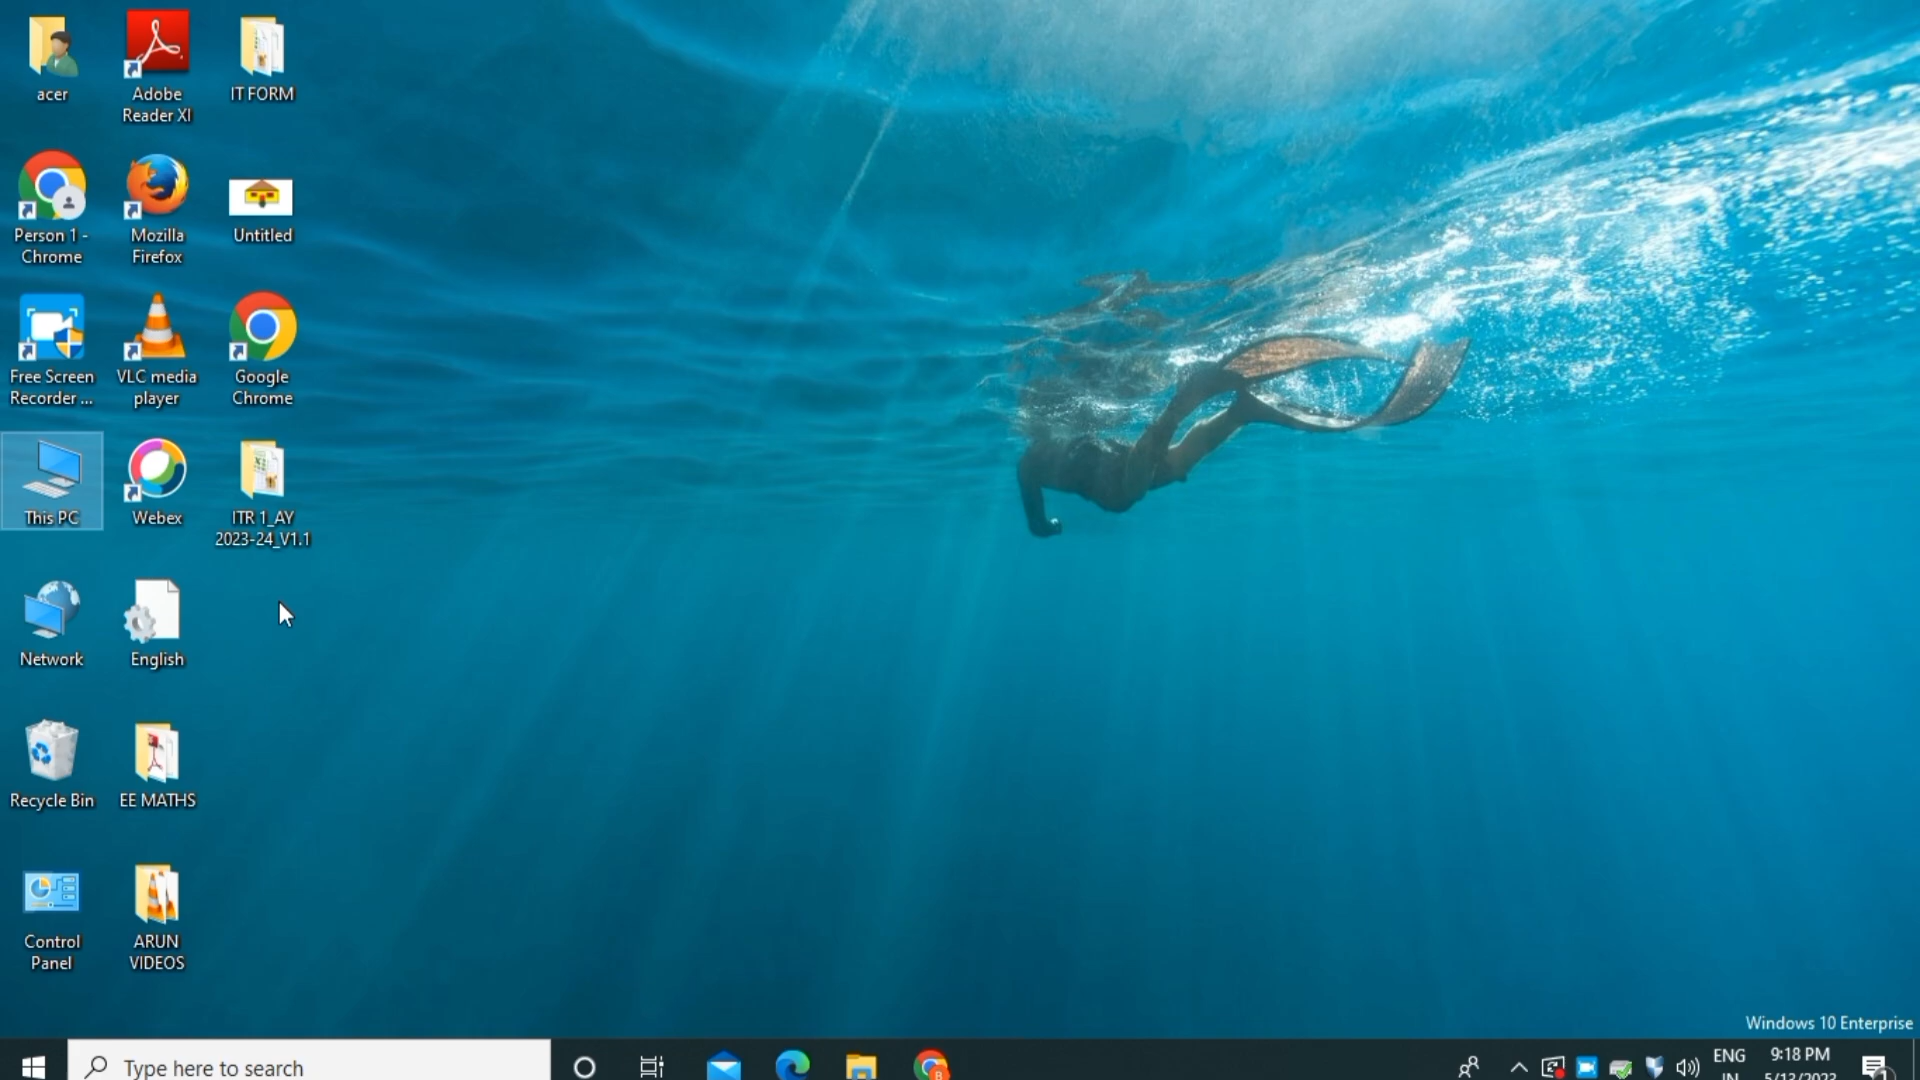 acer
Adobe
Reader XI
IT FORM
Person 1 -
Chrome
Mozilla
Firefox
Untitled
Free Screen
Recorder ...
VLC media
player
Google
Chrome
This PC
Webex
ITR 1_AY
2023-24_V1.1
Network
English
Recycle Bin
EE MATHS
Control
Panel
ARUN
VIDEOS
Windows 10 Enterprise
Type here to search
ENG
IN
9:18 PM
5/13/2023